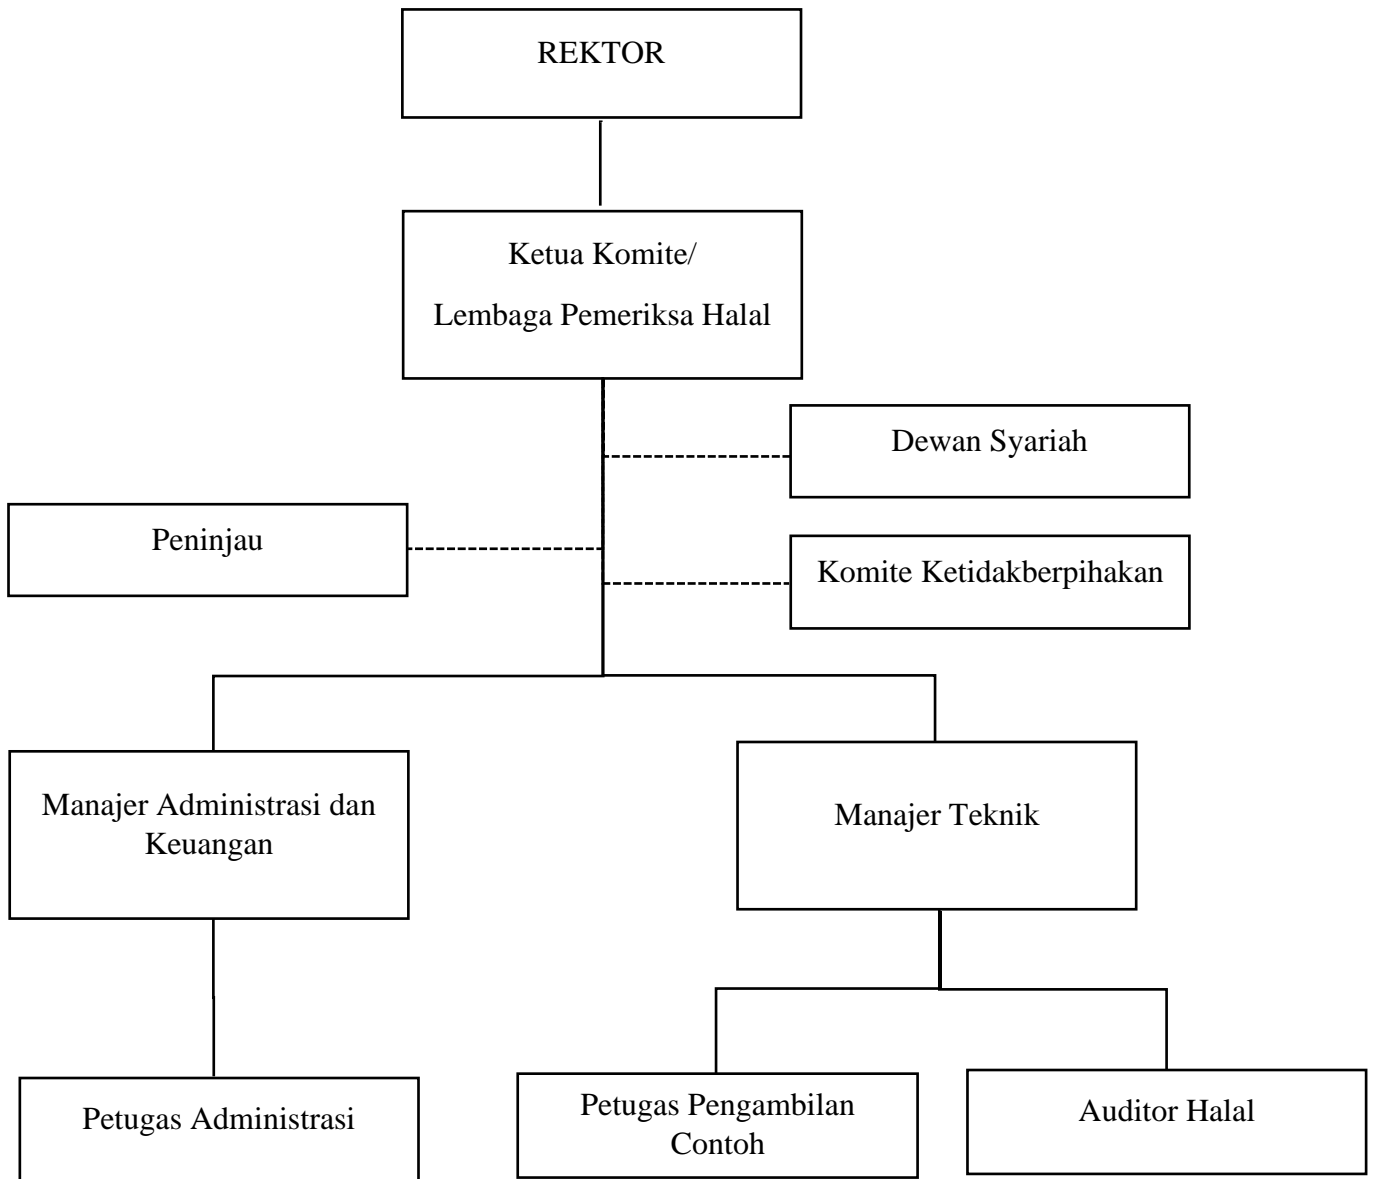 REKTOR
Ketua Komite/
Lembaga Pemeriksa Halal
Dewan Syariah
Peninjau
Komite Ketidakberpihakan
Manajer Administrasi dan
Keuangan
Manajer Teknik
Petugas Administrasi
Petugas Pengambilan
Contoh
Auditor Halal